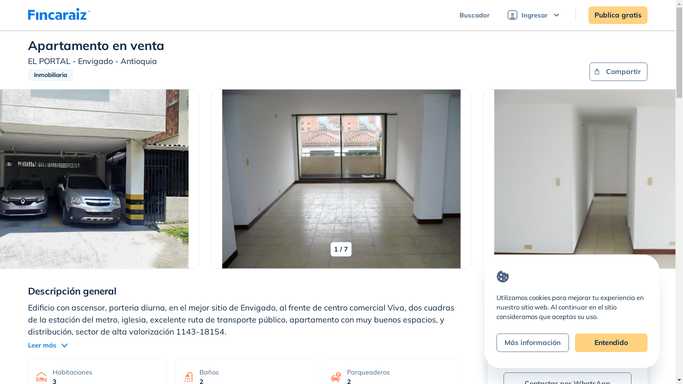 Fincaraiz
Buscador
Ingresar
Publica gratis
Apartamento en venta
EL PORTAL - Envigado - Antioquia
Inmobiliaria
Compartir
1 / 7
Descripción general
Edificio con ascensor, porteria diurna, en el mejor sitio de Envigado, al frente de centro comercial Viva, dos cuadras
de la estación del metro, iglesia, excelente ruta de transporte público, apartamento con muy buenos espacios, y
distribución, sector de alta valorización 1143-18154.
Leer más
Habitaciones
3
Baños
2
Parqueaderos
2
Utilizamos cookies para mejorar tu experiencia en
nuestro sitio web. Al continuar en el sitio
consideramos que aceptas su uso.
Más información
Entendido
Contactar por WhatsApp